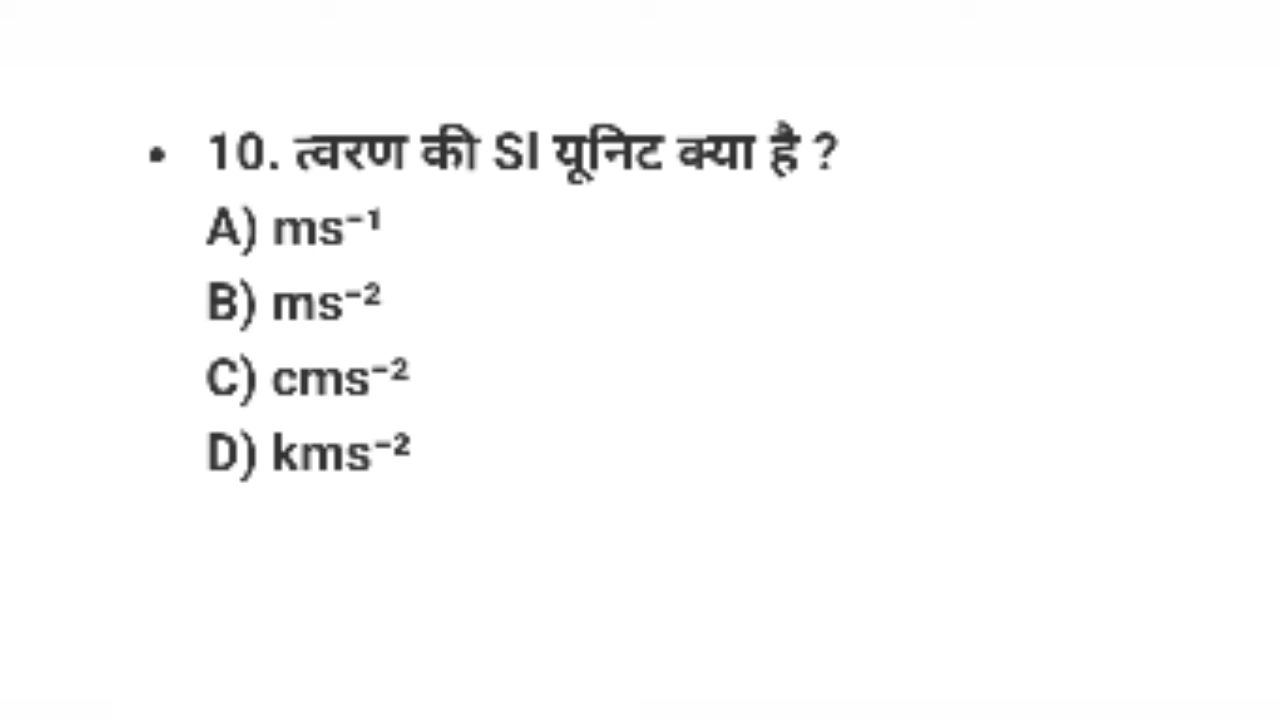 • 10. त्वरण की SI यूनिट क्या है ?
A) ms⁻¹
B) ms⁻²
C) cms⁻²
D) kms⁻²